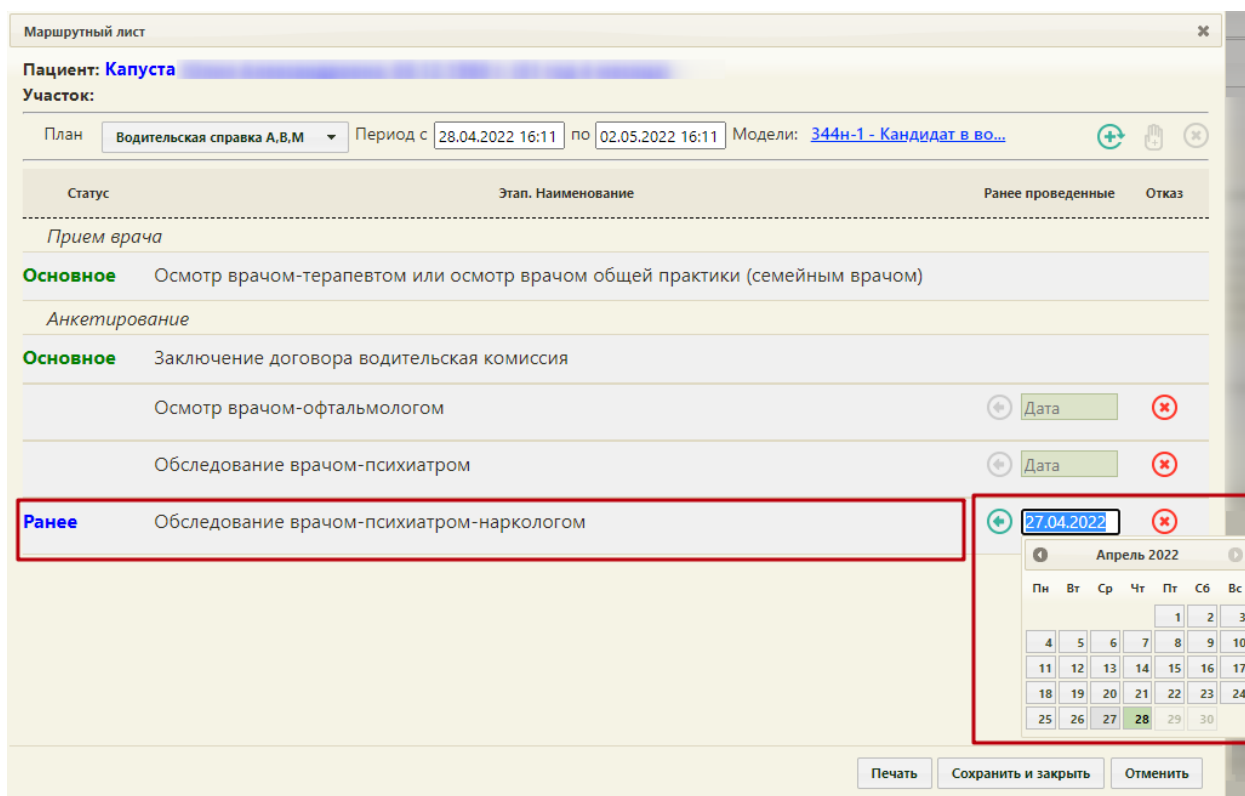 Маршрутный лист
Пациент: Капуста
Участок:
План Водительская справка А,В,М Период с 28.04.2022 16:11 по 02.05.2022 16:11 Модели: 344н-1 - Кандидат в во...
Статус Этап. Наименование Ранее проведенные Отказ
Прием врача
Основное Осмотр врачом-терапевтом или осмотр врачом общей практики (семейным врачом)
Анкетирование
Основное Заключение договора водительская комиссия
Осмотр врачом-офтальмологом Дата
Обследование врачом-психиатром Дата
Ранее Обследование врачом-психиатром-наркологом 27.04.2022
Апрель 2022
Пн Вт Ср Чт Пт Сб Вс
1 2 3
4 5 6 7 8 9 10
11 12 13 14 15 16 17
18 19 20 21 22 23 24
25 26 27 28 29 30
Печать Сохранить и закрыть Отменить